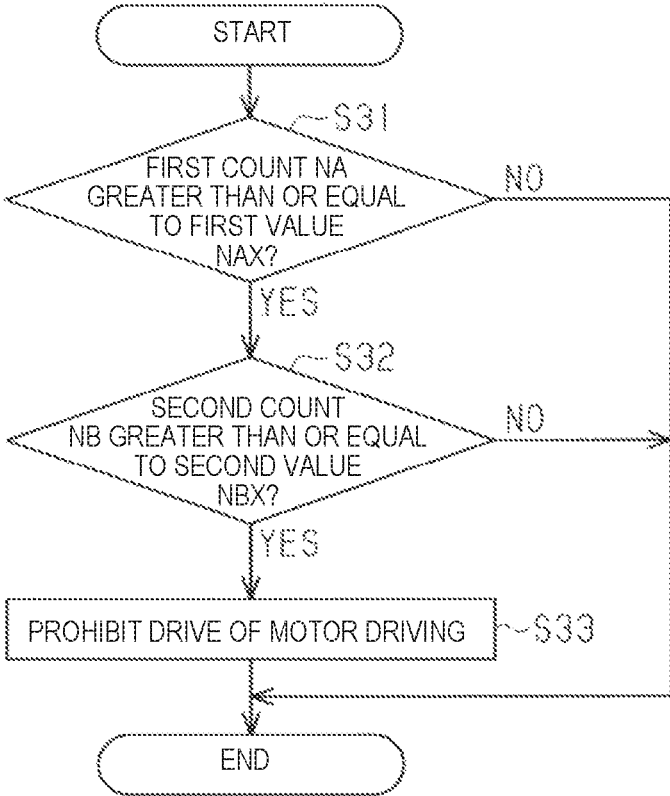 START
S31
FIRST COUNT NA
GREATER THAN OR EQUAL
TO FIRST VALUE
NAX?
NO
YES
S32
SECOND COUNT
NB GREATER THAN OR EQUAL
TO SECOND VALUE
NBX?
NO
YES
PROHIBIT DRIVE OF MOTOR DRIVING
S33
END